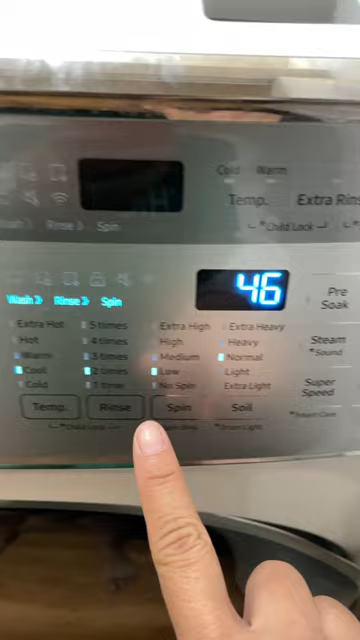 Cold Warm
Temp. Extra Rins
Child Lock
Rinse Spin
46
Wash Rinse Spin
Pre
Soak
Extra Hot 5 times Extra High Extra Heavy
Hot 4 times High Heavy
Warm 3 times Medium Normal
Cool 2 times Low Light
Cold 1 time No Spin Extra Light
Steam
*Sound
Super
Speed
Temp. Rinse Spin Soil
*Smart Care
*Child Lock *Drum Light